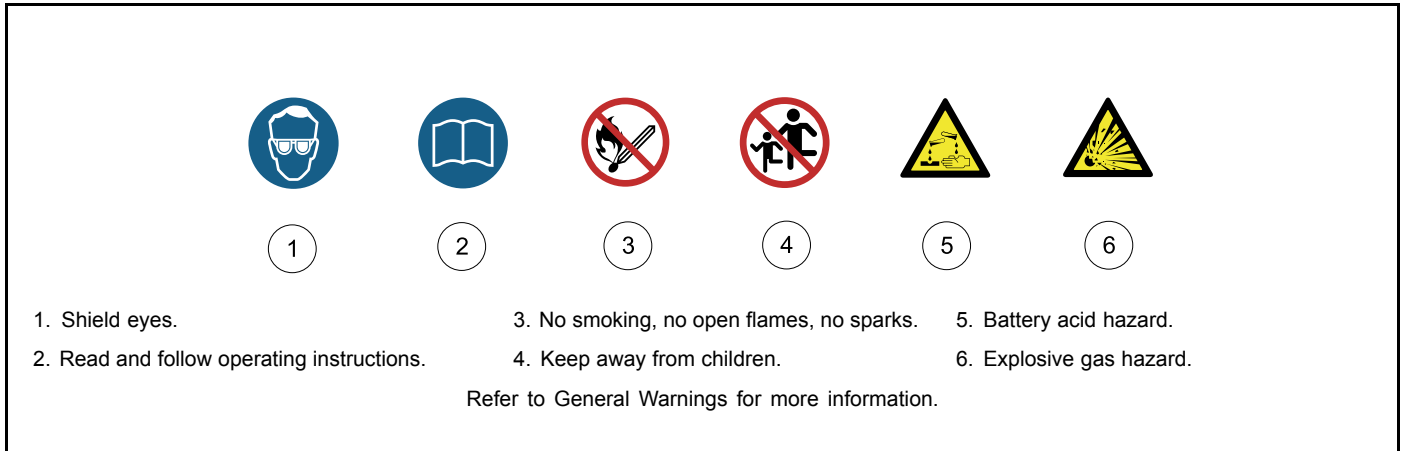 1 2 3 4 5 6
1. Shield eyes. 3. No smoking, no open flames, no sparks. 5. Battery acid hazard.
2. Read and follow operating instructions. 4. Keep away from children. 6. Explosive gas hazard.
Refer to General Warnings for more information.